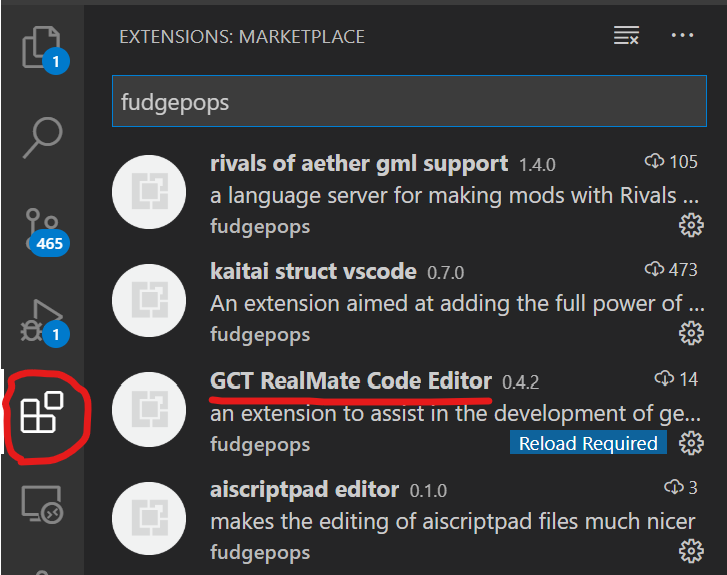 EXTENSIONS: MARKETPLACE
1
fudgepops
rivals of aether gml support 1.4.0 105
a language server for making mods with Rivals ...
fudgepops
465
kaitai struct vscode 0.7.0 473
An extension aimed at adding the full power of ...
fudgepops
1
GCT RealMate Code Editor 0.4.2 14
an extension to assist in the development of ge...
fudgepops Reload Required
aiscriptpad editor 0.1.0 3
makes the editing of aiscriptpad files much nicer
fudgepops